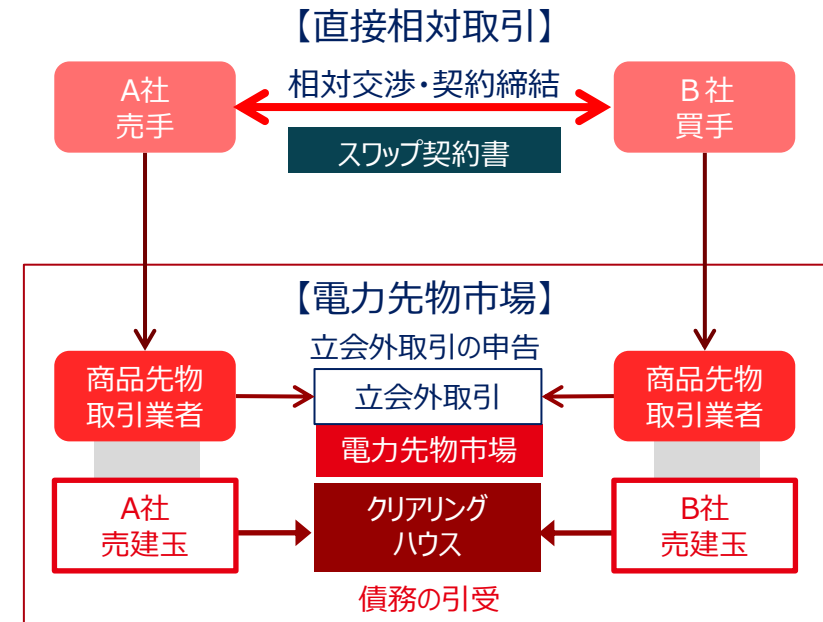 【直接相対取引】
A社
売手
相対交渉・契約締結
スワップ契約書
B社
買手
【電力先物市場】
立会外取引の申告
商品先物
取引業者
立会外取引
電力先物市場
商品先物
取引業者
A社
売建玉
クリアリング
ハウス
B社
売建玉
債務の引受